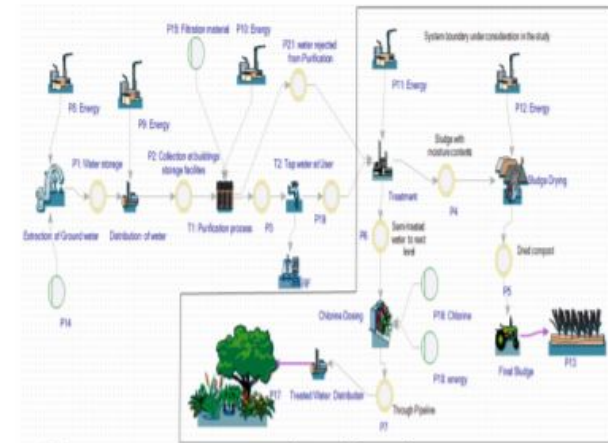 P15: Filtration material
P10: Energy
P21: water rejected
from Purification
System boundary under consideration in the study
P8: Energy
P9: Energy
P11: Energy
P12: Energy
P1: Water storage
P2: Collection at buildings
storage facilities
T2: Tap water at User
Sludge with
moisture contents
Treatment
P4
Sludge Drying
Extraction of Ground water
Distribution of water
T1: Purification process
P3
P19
P6
Semi-treated
water to next
level
Dried compost
P14
Chlorine Dosing
P16: Chlorine
P5
P18: energy
Final Sludge
P13
P17
Treated Water Distribution
Through Pipeline
P7